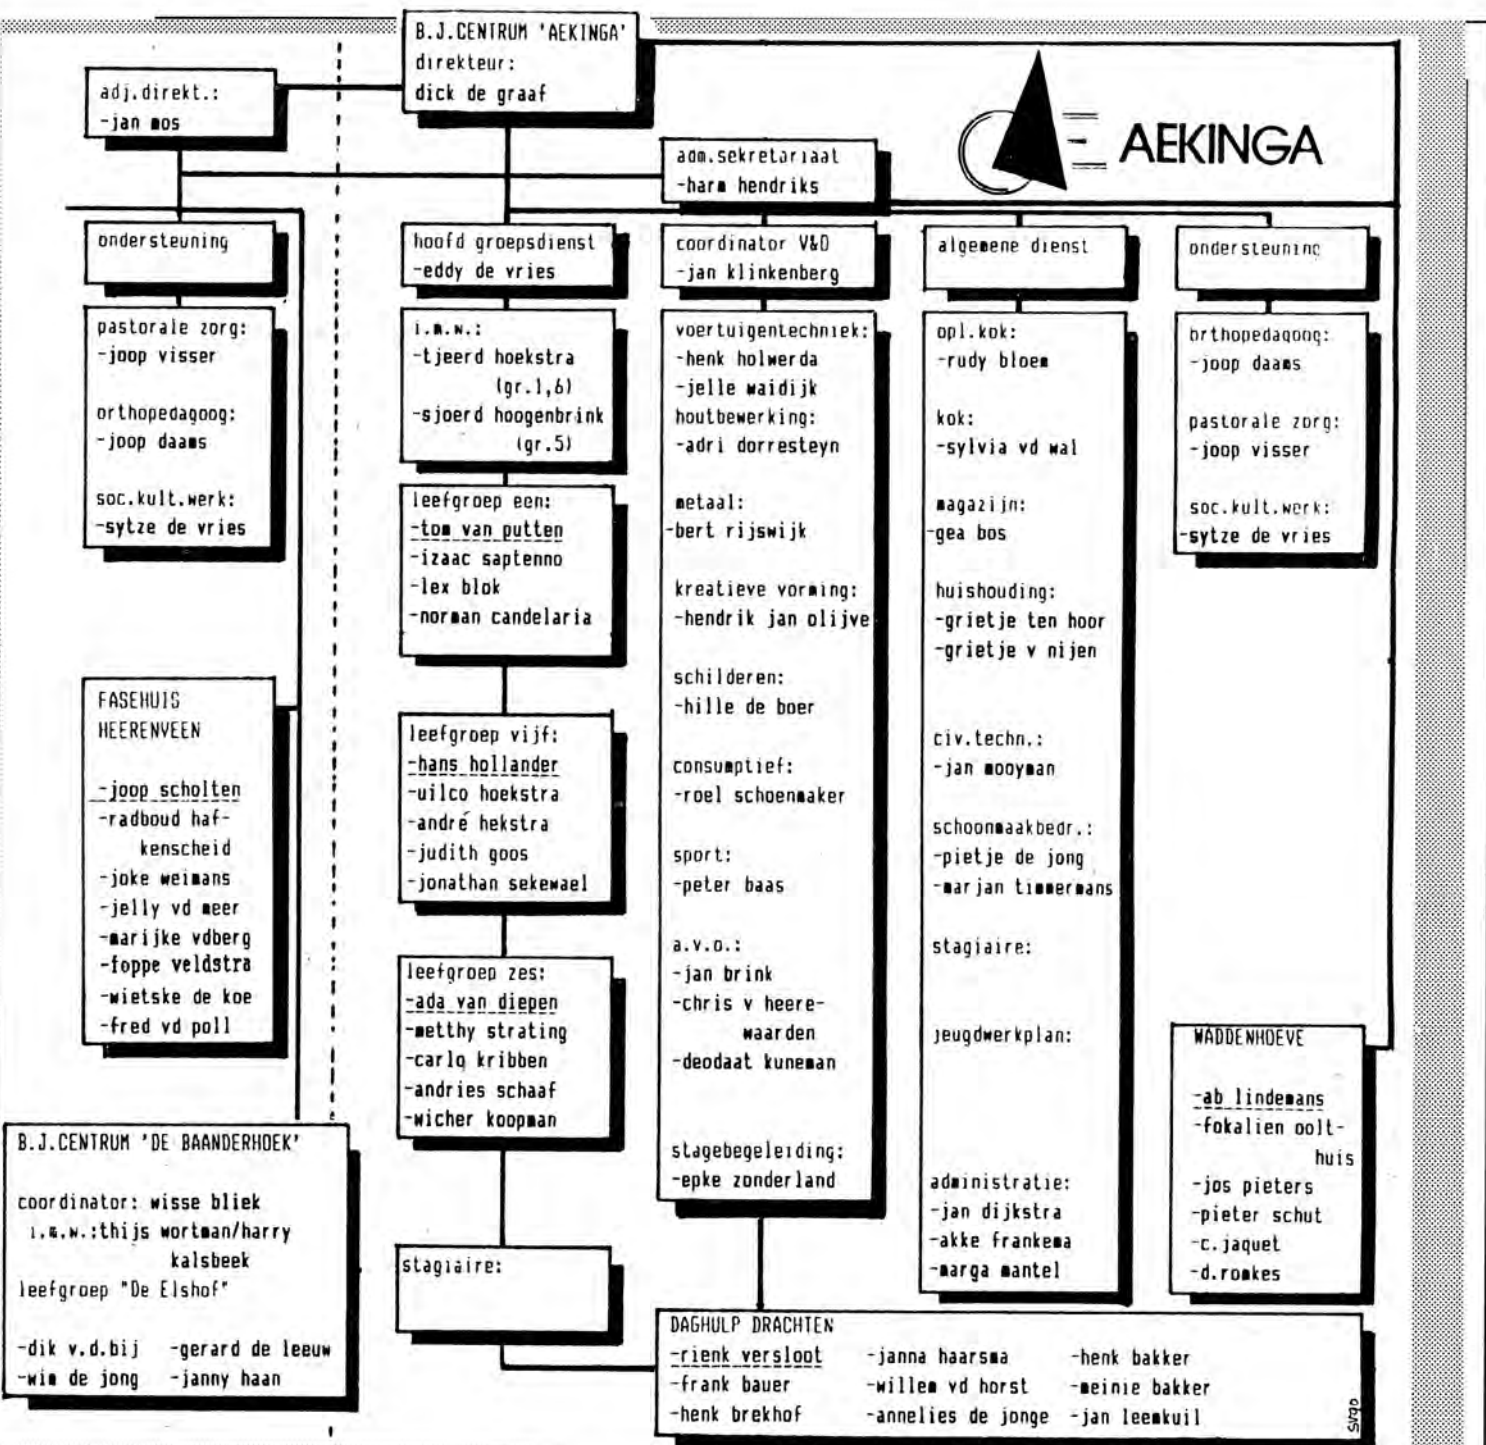 B.J.CENTRUM 'AEKINGA'
direkteur:
dick de graaf
adj.direkt.:
-jan mos
AEKINGA
adm.sekretariaat
-harm hendriks
ondersteuning
pastorale zorg:
-joop visser
orthopedagoog:
-joop daams
soc.kult.werk:
-sytze de vries
FASEHUIS
HEERENVEEN
-joop scholten
-radboud haf-
kenscheid
-joke weimans
-jelly vd meer
-marijke vdberg
-foppe veldstra
-wietske de koe
-fred vd poll
B.J.CENTRUM 'DE BAANDERHOEK'
coordinator: wisse bliek
i.m.w.:thijs wortman/harry
kalsbeek
leefgroep "De Elshof"
-dik v.d.bij -gerard de leeuw
-wim de jong -janny haan
hoofd groepsdienst
-eddy de vries
i.m.w.:
-tjeerd hoekstra
(gr.1,6)
-sjoerd hoogenbrink
(gr.5)
leefgroep een:
-tom van putten
-izaac saptenno
-lex blok
-norman candelaria
leefgroep vijf:
-hans hollander
-uilco hoekstra
-andré hekstra
-judith goos
-jonathan sekewael
leefgroep zes:
-ada van diepen
-metthy strating
-carlo kribben
-andries schaaf
-wicher koopman
stagiaire:
coordinator V&O
-jan klinkenberg
voertuigentechniek:
-henk holwerda
-jelle waidijk
houtbewerking:
-adri dorresteyn
metaal:
-bert rijswijk
kreatieve vorming:
-hendrik jan olijve
schilderen:
-hille de boer
consumptief:
-roel schoenmaker
sport:
-peter baas
a.v.o.:
-jan brink
-chris v heere-
waarden
-deodaat kuneman
stagebegeleiding:
-epke zonderland
algemene dienst
opl.kok:
-rudy bloem
kok:
-sylvia vd wal
magazijn:
-gea bos
huishouding:
-grietje ten hoor
-grietje v nijen
civ.techn.:
-jan mooyman
schoonmaakbedr.:
-pietje de jong
-marjan timmermans
stagiaire:
jeugdwerkplan:
administratie:
-jan dijkstra
-akke frankema
-marga mantel
ondersteuning
orthopedagoog:
-joop daams
pastorale zorg:
-joop visser
soc.kult.werk:
-sytze de vries
WADDENHOEVE
-ab lindemans
-fokalien oolt-
huis
-jos pieters
-pieter schut
-c.jaquet
-d.romkes
DAGHULP DRACHTEN
-rienk versloot -janna haarsma -henk bakker
-frank bauer -willem vd horst -meinie bakker
-henk brekhof -annelies de jonge -jan leemkuil